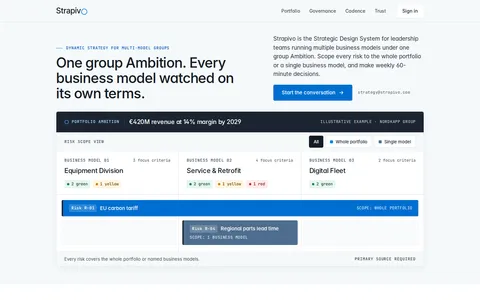 Strapivo
Portfolio Governance Cadence Trust Sign in
DYNAMIC STRATEGY FOR MULTI-MODEL GROUPS
One group Ambition. Every
business model watched on
its own terms.
Strapivo is the Strategic Design System for leadership
teams running multiple business models under one
group Ambition. Scope every risk to the whole portfolio
or a single business model, and make weekly 60-
minute decisions.
Start the conversation → strategy@strapivo.com
PORTFOLIO AMBITION €420M revenue at 14% margin by 2029 ILLUSTRATIVE EXAMPLE · NORDKAPP GROUP
RISK SCOPE VIEW All Whole portfolio Single model
BUSINESS MODEL 01 3 focus criteria
Equipment Division
2 green 1 yellow
BUSINESS MODEL 02 4 focus criteria
Service & Retrofit
2 green 1 yellow 1 red
BUSINESS MODEL 03 2 focus criteria
Digital Fleet
2 green
Risk R-01 EU carbon tariff SCOPE: WHOLE PORTFOLIO
Risk R-04 Regional parts lead time
SCOPE: 1 BUSINESS MODEL
Every risk covers the whole portfolio or named business models. PRIMARY SOURCE REQUIRED